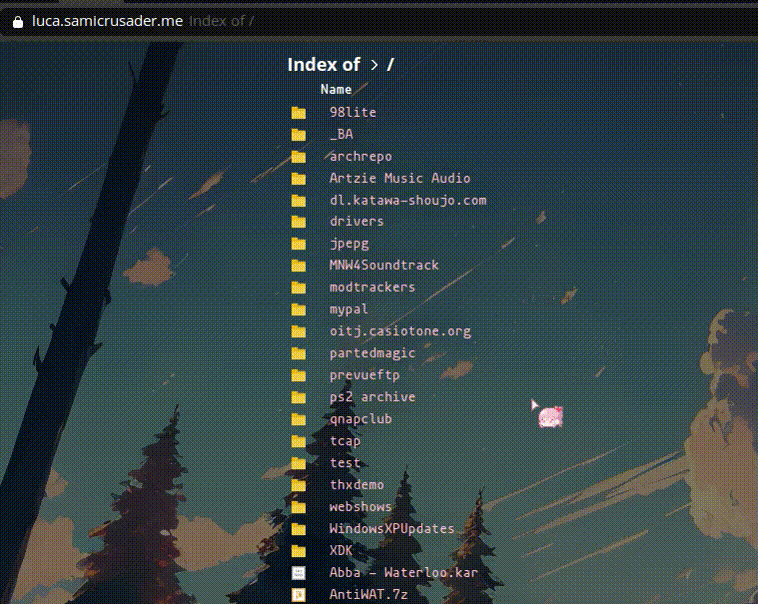 luca.samicrusader.me Index of /
Index of > /
Name
98lite
_BA
archrepo
Artzie Music Audio
dl.katawa-shoujo.com
drivers
jpepg
MNW4Soundtrack
modtrackers
mypal
oitj.casiotone.org
partedmagic
prevueftp
ps2 archive
qnapclub
tcap
test
thxdemo
webshows
WindowsXPUpdates
XDK
Abba - Waterloo.kar
AntiWAT.7z